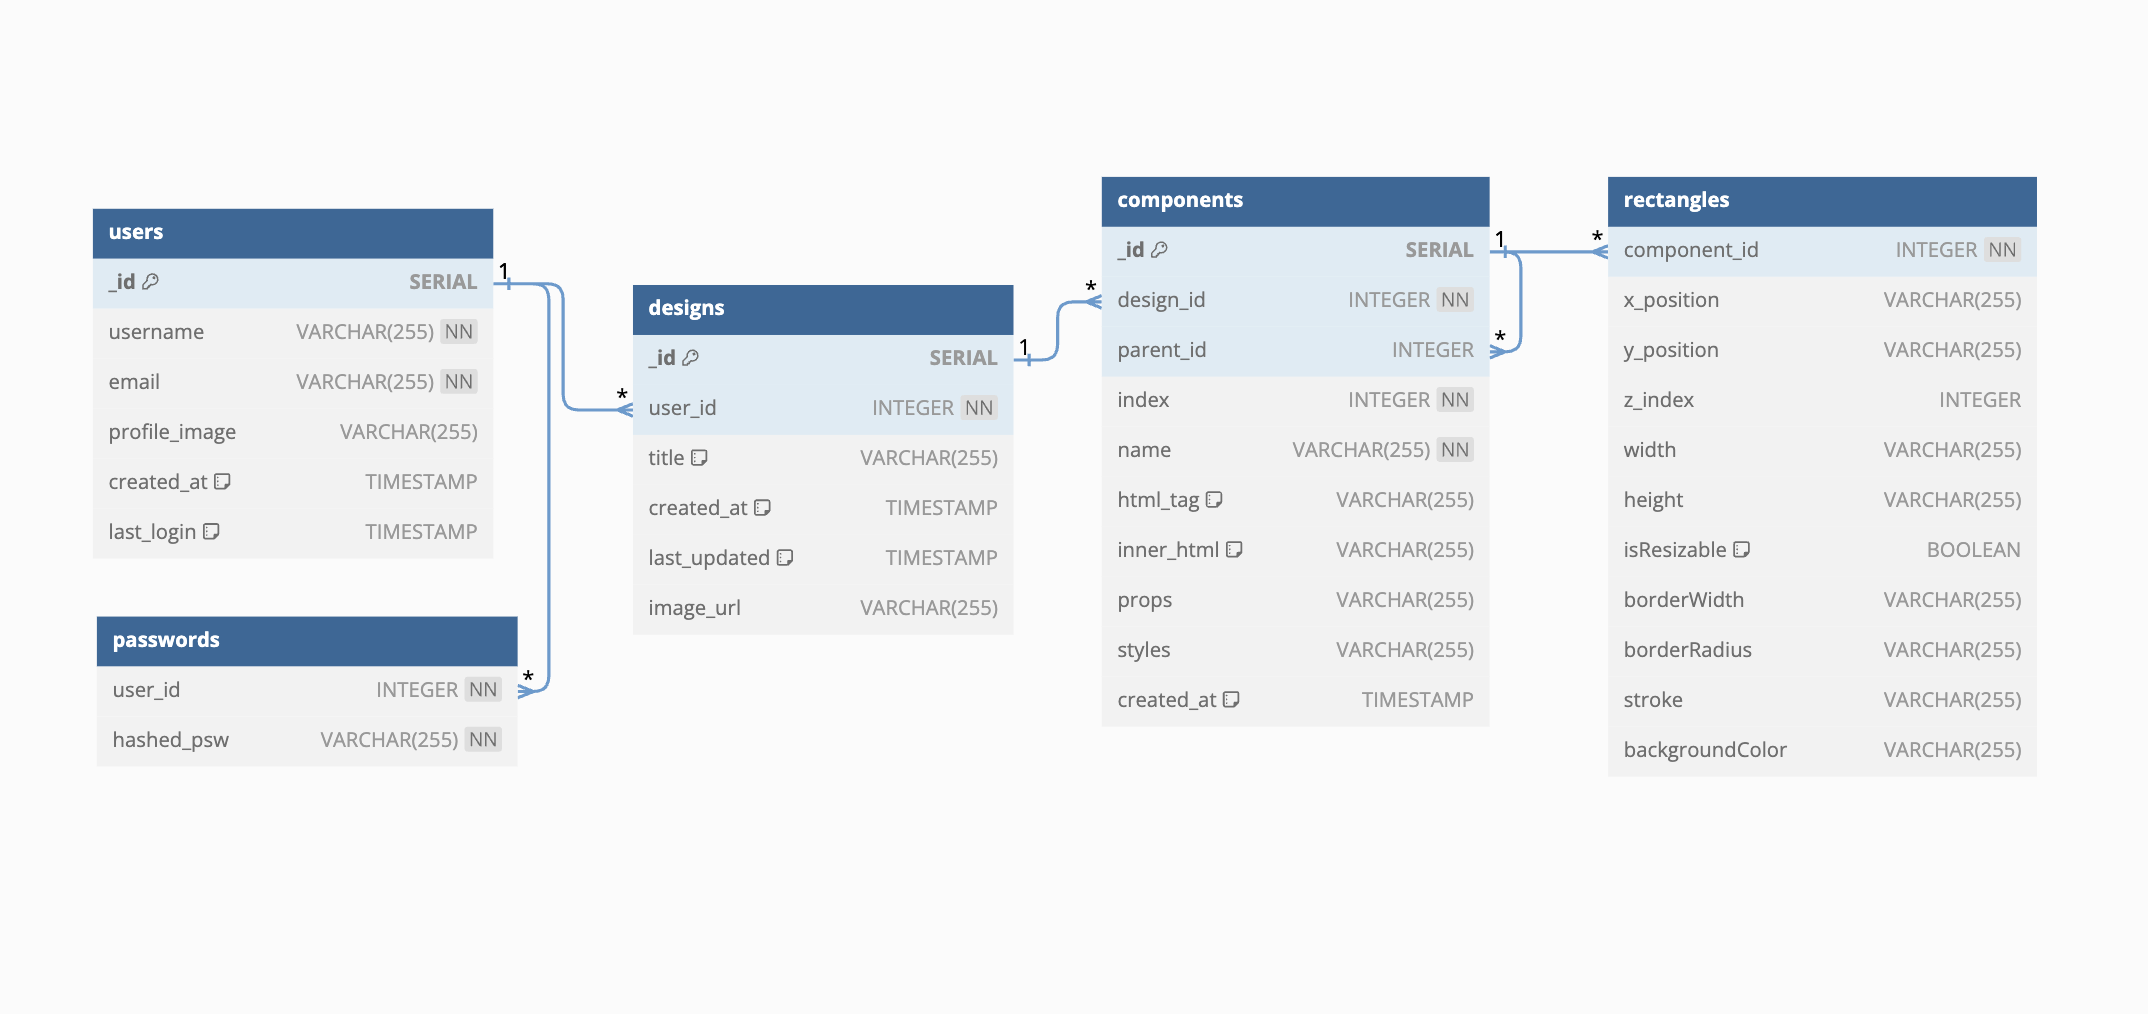 users
_id SERIAL
username VARCHAR(255) NN
email VARCHAR(255) NN
profile_image VARCHAR(255)
created_at TIMESTAMP
last_login TIMESTAMP
passwords
user_id INTEGER NN
hashed_psw VARCHAR(255) NN
1
*
*
designs
_id SERIAL
user_id INTEGER NN
title VARCHAR(255)
created_at TIMESTAMP
last_updated TIMESTAMP
image_url VARCHAR(255)
1
*
components
_id SERIAL
design_id INTEGER NN
parent_id INTEGER
index INTEGER NN
name VARCHAR(255) NN
html_tag VARCHAR(255)
inner_html VARCHAR(255)
props VARCHAR(255)
styles VARCHAR(255)
created_at TIMESTAMP
1
*
*
rectangles
component_id INTEGER NN
x_position VARCHAR(255)
y_position VARCHAR(255)
z_index INTEGER
width VARCHAR(255)
height VARCHAR(255)
isResizable BOOLEAN
borderWidth VARCHAR(255)
borderRadius VARCHAR(255)
stroke VARCHAR(255)
backgroundColor VARCHAR(255)